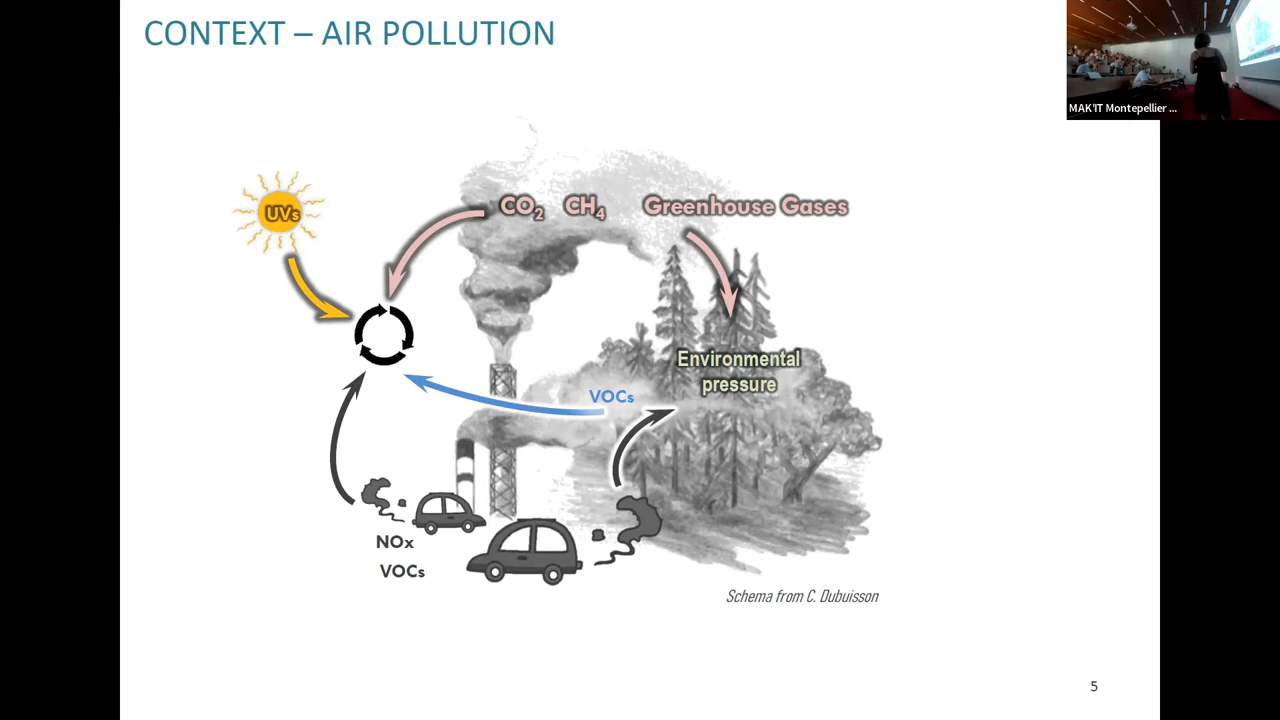 CONTEXT – AIR POLLUTION
MAK'IT Montepellier ...
UVs
CO₂ CH₄ Greenhouse Gases
Environmental
pressure
VOCs
NOx
VOCs
Schema from C. Dubuisson
5